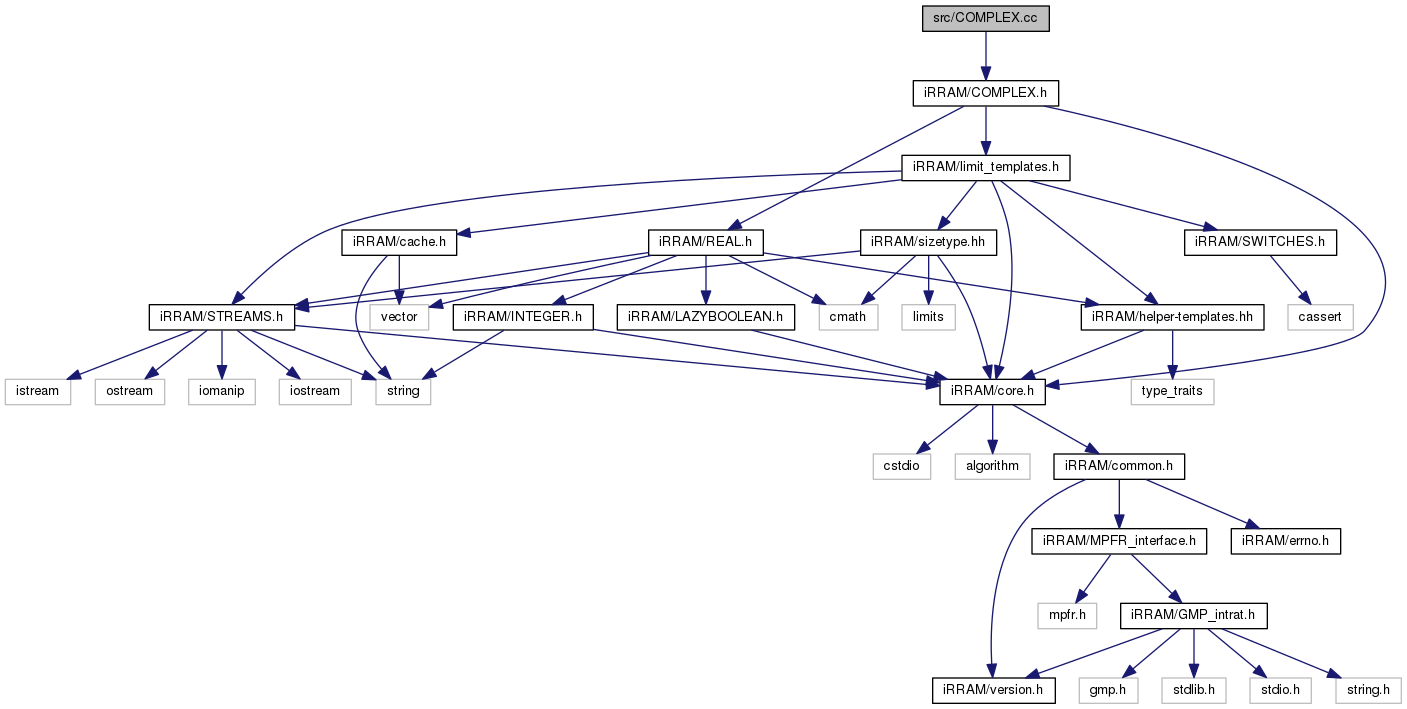 src/COMPLEX.cc
iRRAM/COMPLEX.h
iRRAM/limit_templates.h
iRRAM/cache.h
iRRAM/REAL.h
iRRAM/sizetype.hh
iRRAM/SWITCHES.h
iRRAM/STREAMS.h
vector
iRRAM/INTEGER.h
iRRAM/LAZYBOOLEAN.h
cmath
limits
iRRAM/helper-templates.hh
cassert
istream
ostream
iomanip
iostream
string
iRRAM/core.h
type_traits
cstdio
algorithm
iRRAM/common.h
iRRAM/MPFR_interface.h
iRRAM/errno.h
mpfr.h
iRRAM/GMP_intrat.h
iRRAM/version.h
gmp.h
stdlib.h
stdio.h
string.h